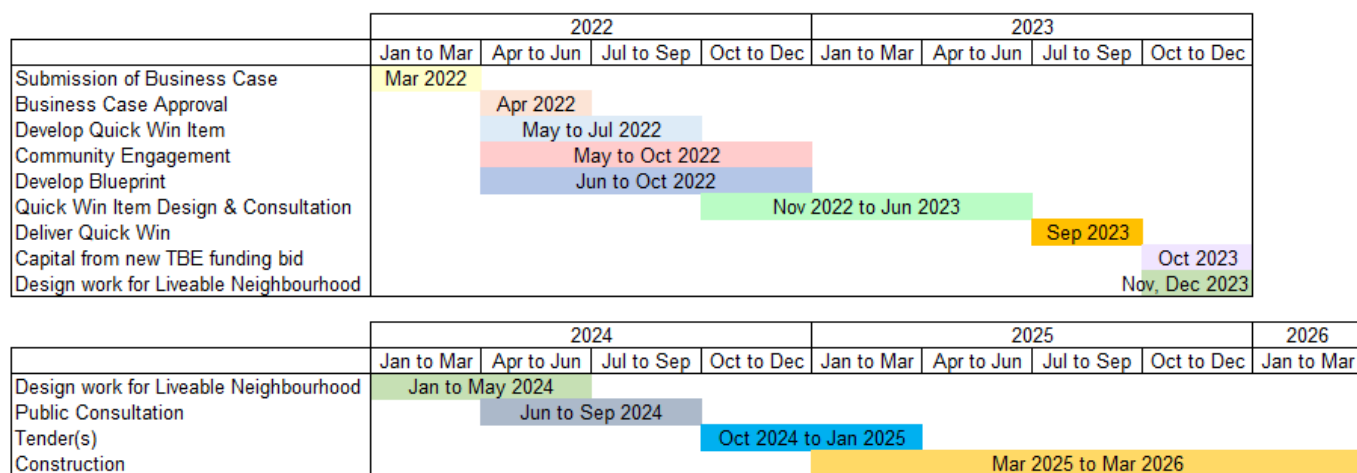 2022 2023
Jan to Mar Apr to Jun Jul to Sep Oct to Dec Jan to Mar Apr to Jun Jul to Sep Oct to Dec
Submission of Business Case Mar 2022
Business Case Approval Apr 2022
Develop Quick Win Item May to Jul 2022
Community Engagement May to Oct 2022
Develop Blueprint Jun to Oct 2022
Quick Win Item Design & Consultation Nov 2022 to Jun 2023
Deliver Quick Win Sep 2023
Capital from new TBE funding bid Oct 2023
Design work for Liveable Neighbourhood Nov, Dec 2023
2024 2025 2026
Jan to Mar Apr to Jun Jul to Sep Oct to Dec Jan to Mar Apr to Jun Jul to Sep Oct to Dec Jan to Mar
Design work for Liveable Neighbourhood Jan to May 2024
Public Consultation Jun to Sep 2024
Tender(s) Oct 2024 to Jan 2025
Construction Mar 2025 to Mar 2026